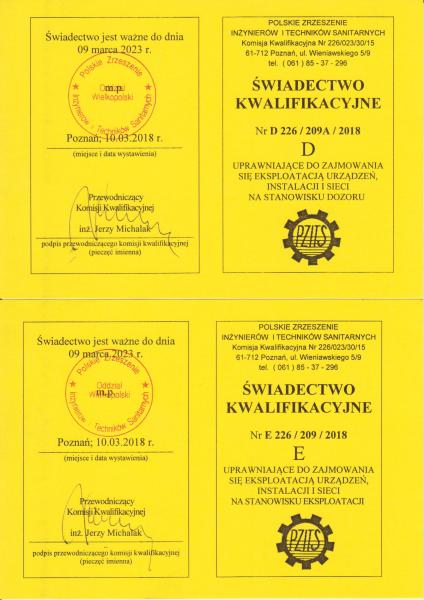 Świadectwo jest ważne do dnia
09 marca 2023 r.
Polskie Zrzeszenie
Inżynierów i Techników Sanitarnych
Oddział
Wielkopolski
m.p.
Poznań; 10.03.2018 r.
(miejsce i data wystawienia)
Przewodniczący
Komisji Kwalifikacyjnej
inż. Jerzy Michalak
podpis przewodniczącego komisji kwalifikacyjnej
(pieczęć imienna)
POLSKIE ZRZESZENIE
INŻYNIERÓW I TECHNIKÓW SANITARNYCH
Komisja Kwalifikacyjna Nr 226/023/30/15
61-712 Poznań, ul. Wieniawskiego 5/9
tel. ( 061 ) 85 - 37 - 296
ŚWIADECTWO
KWALIFIKACYJNE
Nr D 226 / 209A / 2018
D
UPRAWNIAJĄCE DO ZAJMOWANIA
SIĘ EKSPLOATACJĄ URZĄDZEŃ,
INSTALACJI I SIECI
NA STANOWISKU DOZORU
PZITS
Świadectwo jest ważne do dnia
09 marca 2023 r.
Polskie Zrzeszenie
Inżynierów i Techników Sanitarnych
Oddział
Wielkopolski
m.p.
Poznań; 10.03.2018 r.
(miejsce i data wystawienia)
Przewodniczący
Komisji Kwalifikacyjnej
inż. Jerzy Michalak
podpis przewodniczącego komisji kwalifikacyjnej
(pieczęć imienna)
POLSKIE ZRZESZENIE
INŻYNIERÓW I TECHNIKÓW SANITARNYCH
Komisja Kwalifikacyjna Nr 226/023/30/15
61-712 Poznań, ul. Wieniawskiego 5/9
tel. ( 061 ) 85 - 37 - 296
ŚWIADECTWO
KWALIFIKACYJNE
Nr E 226 / 209 / 2018
E
UPRAWNIAJĄCE DO ZAJMOWANIA
SIĘ EKSPLOATACJĄ URZĄDZEŃ,
INSTALACJI I SIECI
NA STANOWISKU EKSPLOATACJI
PZITS